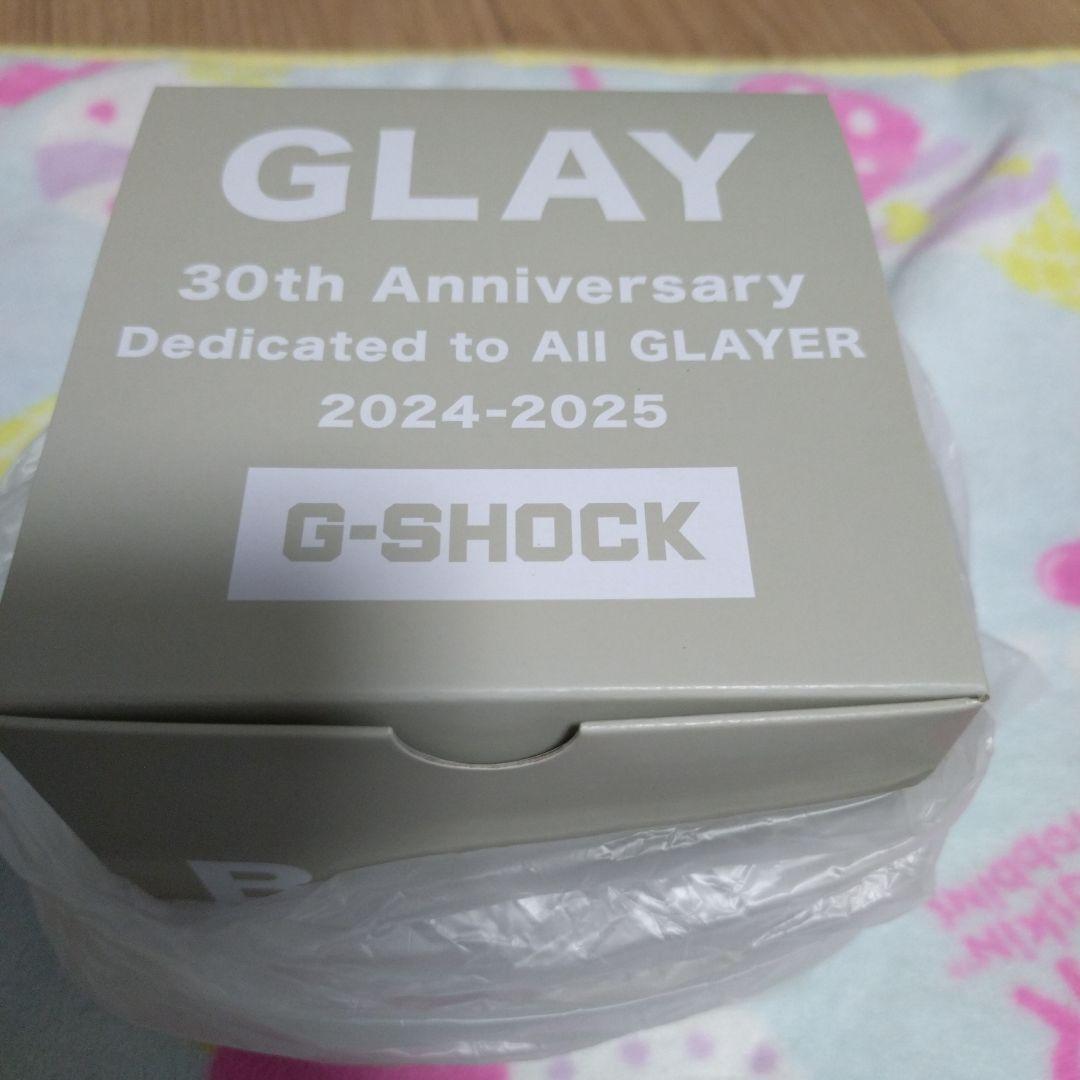 GLAY
30th Anniversary
Dedicated to All GLAYER
2024-2025
G-SHOCK